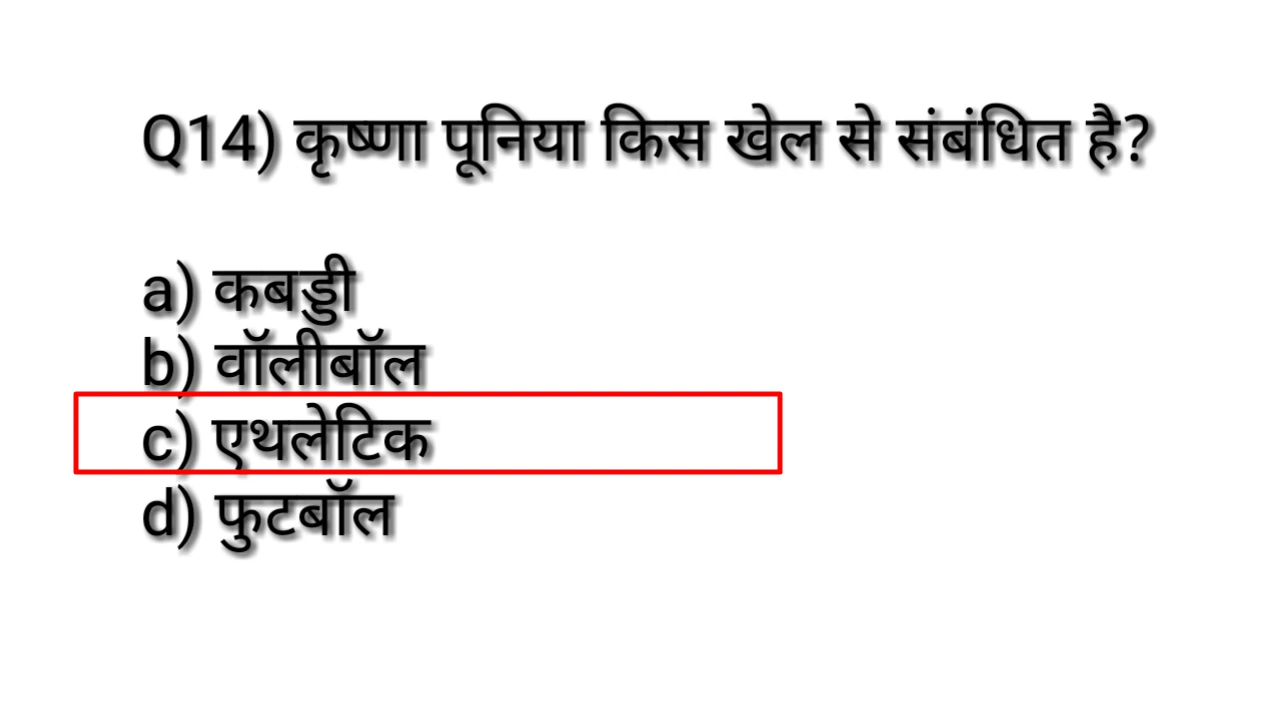 Q14) कृष्णा पूनिया किस खेल से संबंधित है?
a) कबड्डी
b) वॉलीबॉल
c) एथलेटिक
d) फुटबॉल